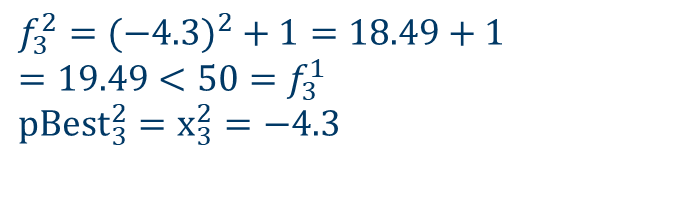 f₃² = (−4.3)² + 1 = 18.49 + 1
= 19.49 < 50 = f₃¹
pBest₃² = x₃² = −4.3